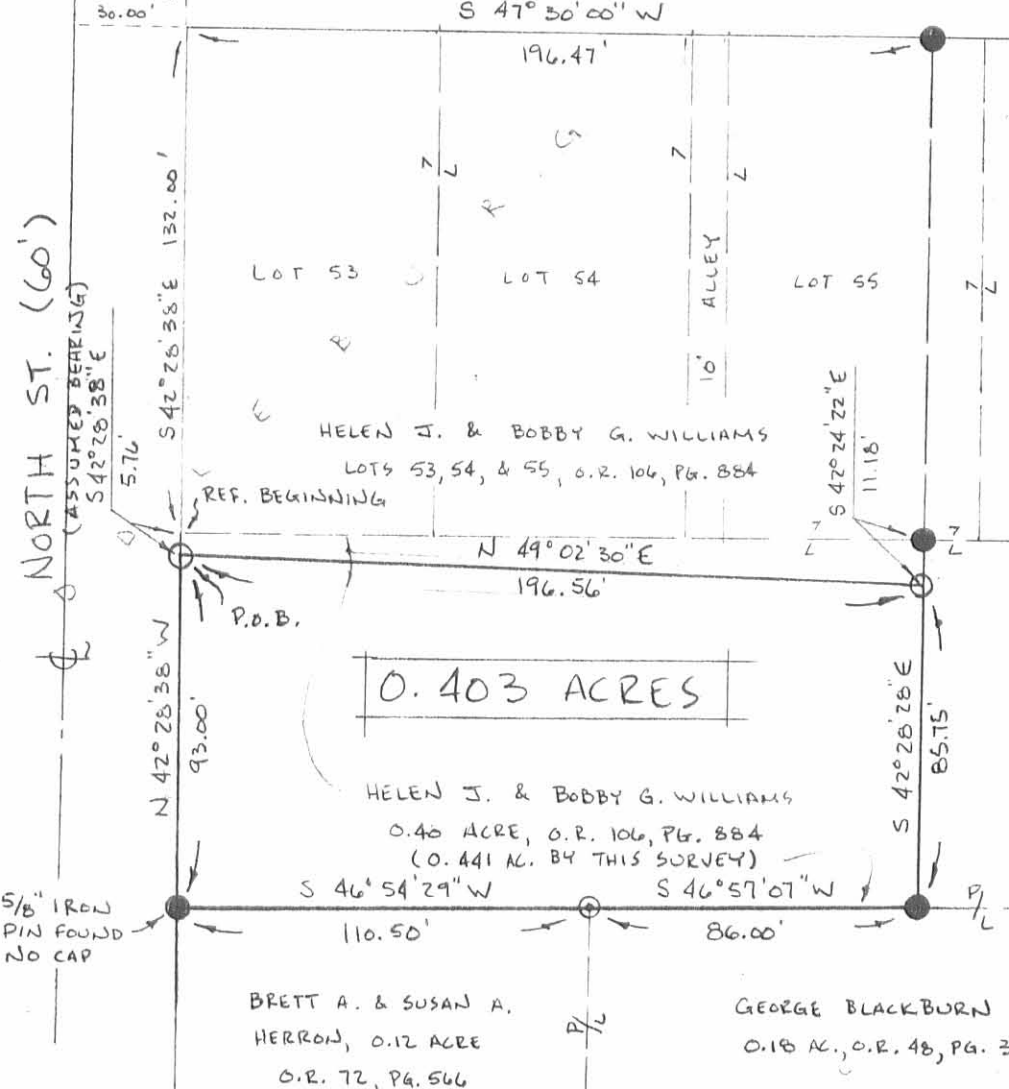 30.00'
S 47° 30' 00" W
196.47'
NORTH ST. (60')
(ASSUMED BEARING)
S 42° 28' 38" E
5.76'
S 42° 28' 38" E 132.00'
LOT 53
LOT 54
10' ALLEY
LOT 55
HELEN J. & BOBBY G. WILLIAMS
LOTS 53, 54, & 55, O.R. 106, PG. 884
S 42° 24' 22" E
11.18'
REF. BEGINNING
N 49° 02' 30" E
196.56'
P.O.B.
0.403 ACRES
N 42° 28' 38" W
93.00'
S 42° 28' 28" E
85.75'
HELEN J. & BOBBY G. WILLIAMS
0.40 ACRE, O.R. 106, PG. 884
(0.441 AC. BY THIS SURVEY)
S 46° 54' 29" W
S 46° 57' 07" W
P/L
5/8" IRON
PIN FOUND
NO CAP
110.50'
86.00'
BRETT A. & SUSAN A.
HERRON, 0.12 ACRE
O.R. 72, PG. 566
P/L
GEORGE BLACKBURN
0.18 AC., O.R. 48, PG. 3